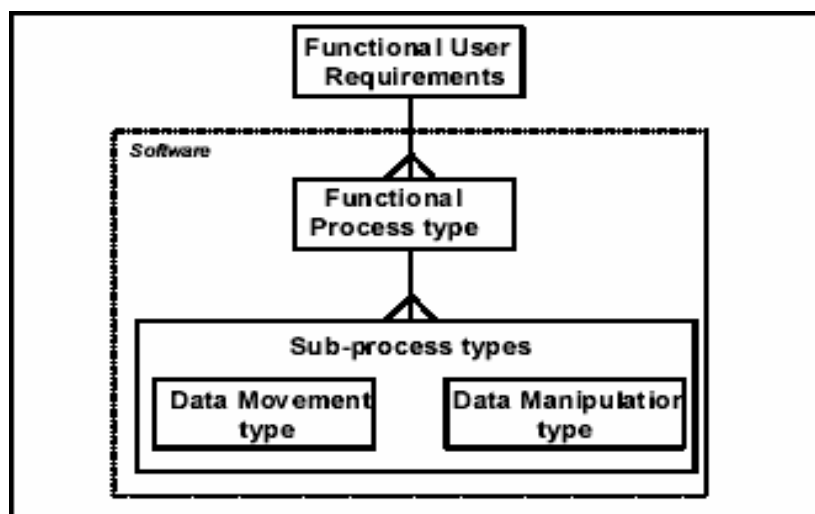 Functional User
Requirements
Software
Functional
Process type
Sub-process types
Data Movement
type
Data Manipulation
type